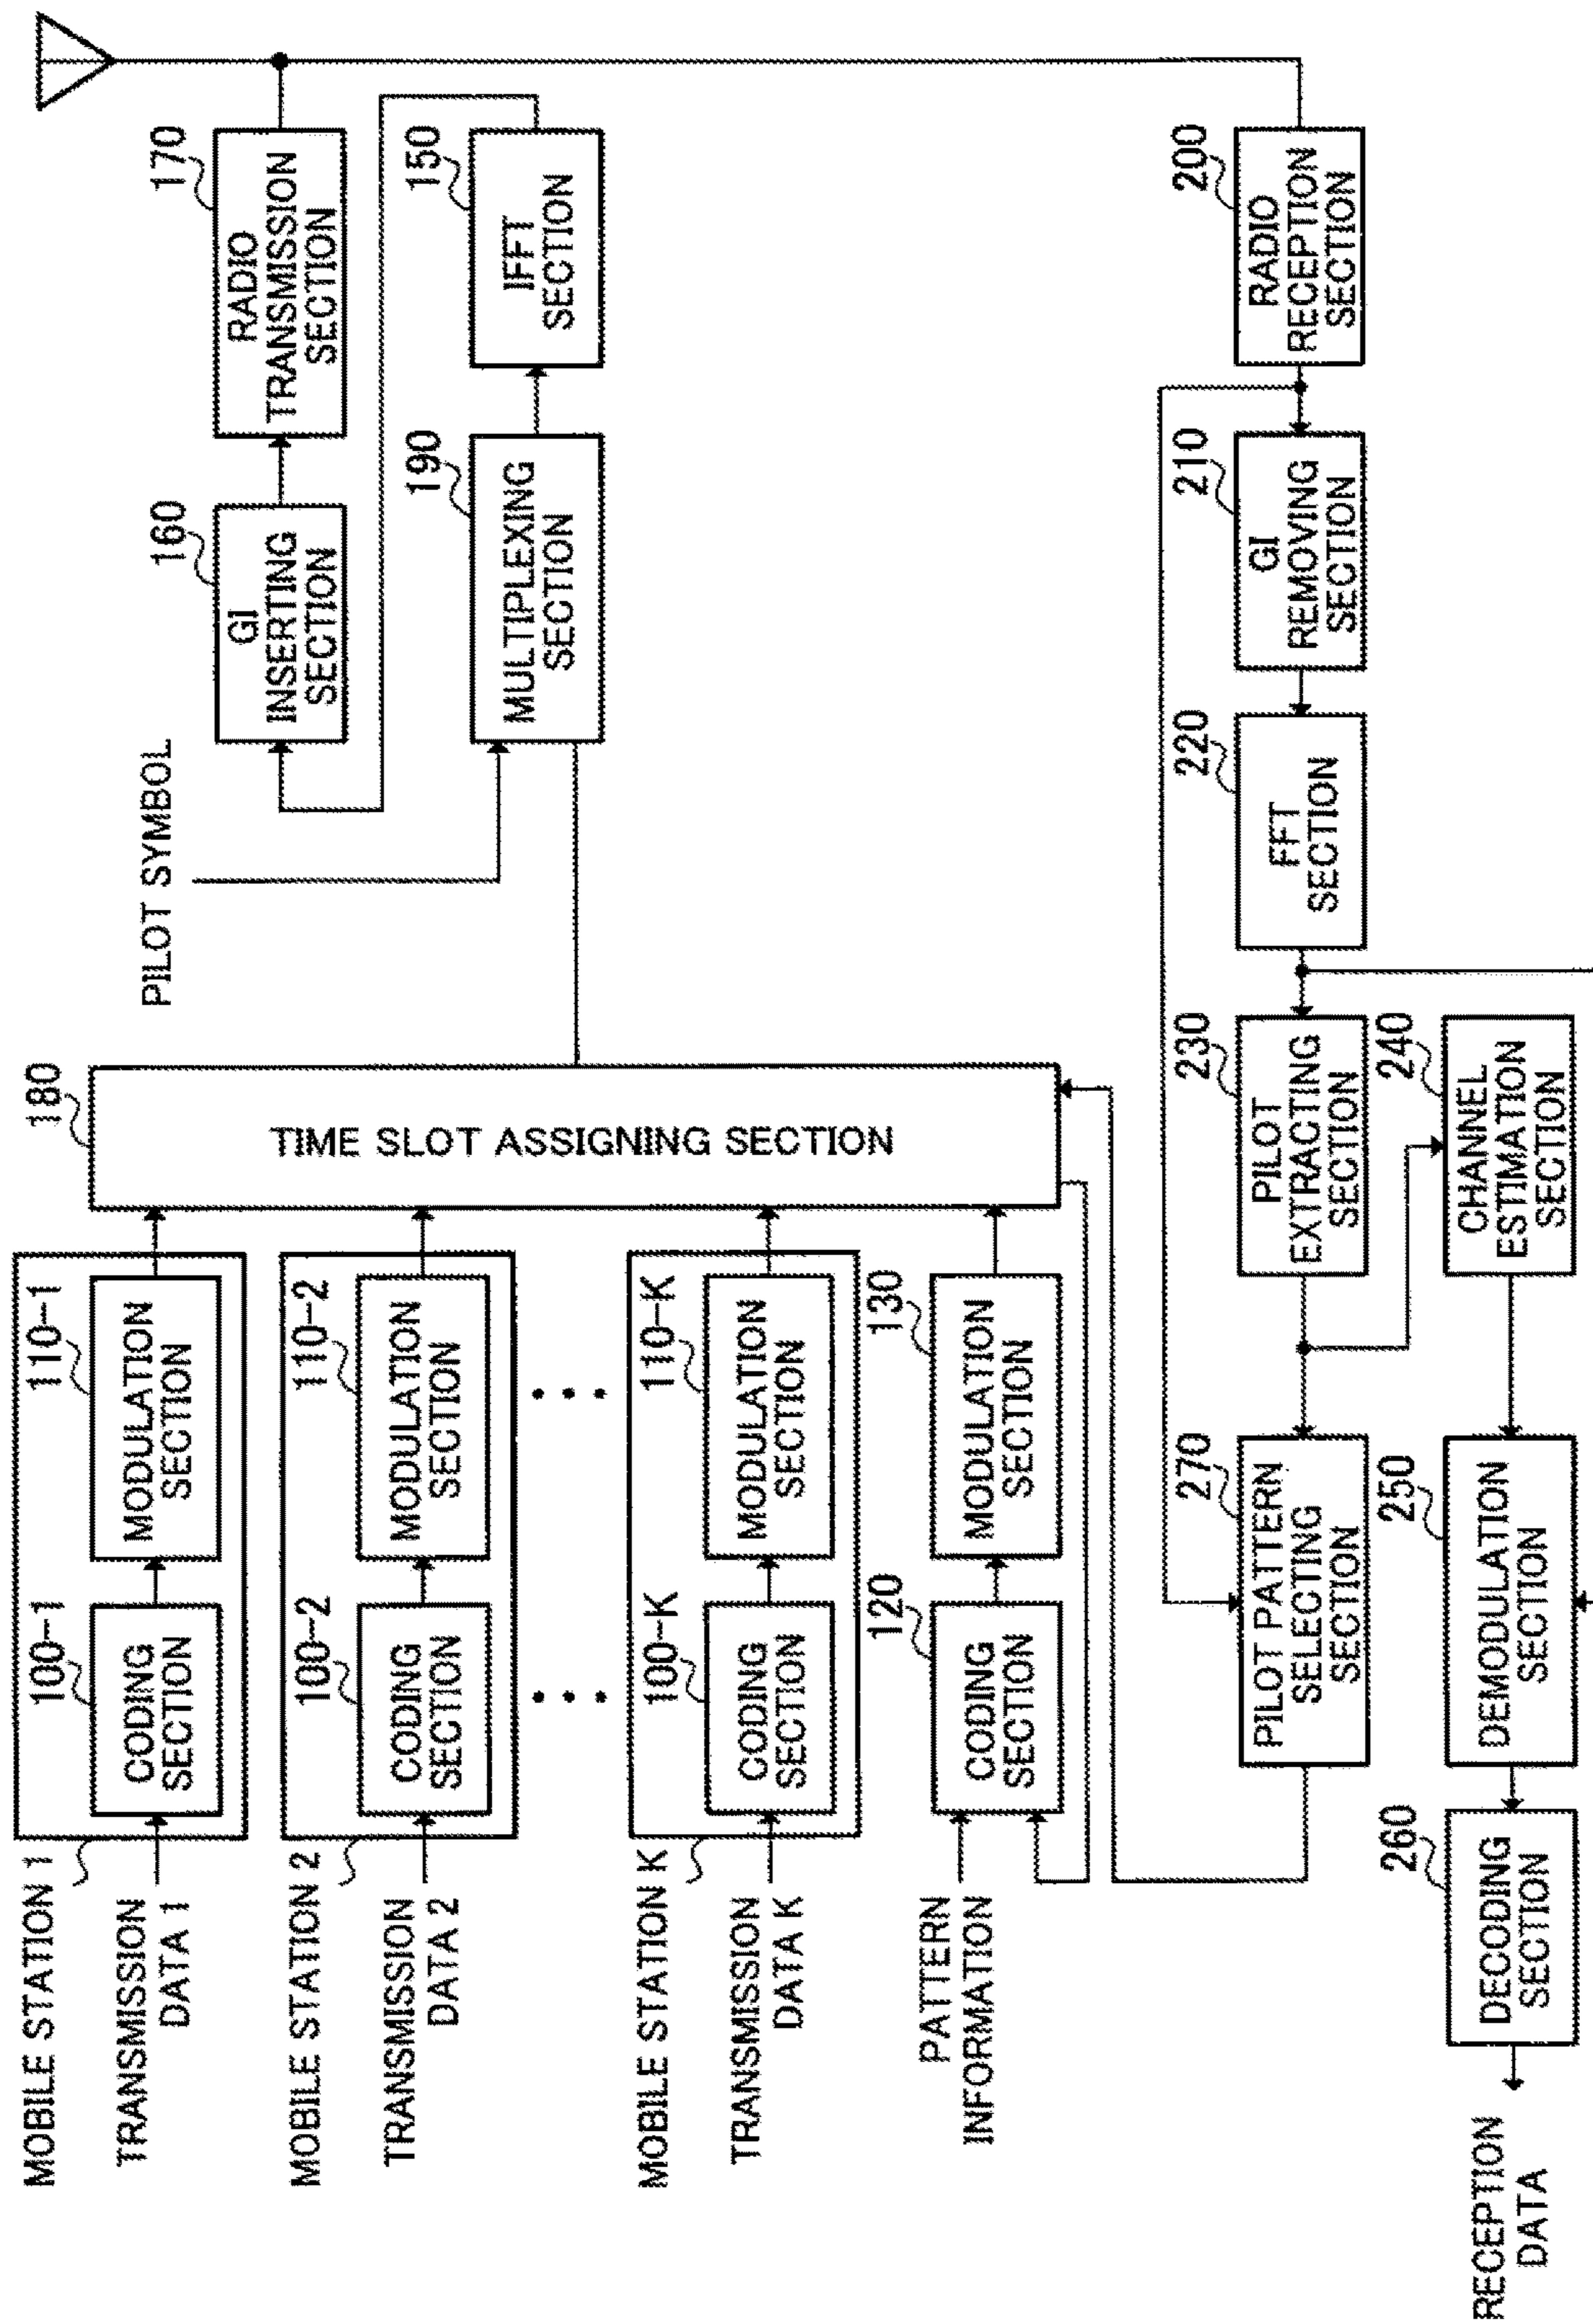 MOBILE STATION 1
100-1
110-1
CODING
SECTION
MODULATION
SECTION
TRANSMISSION
DATA 1
MOBILE STATION 2
100-2
110-2
CODING
SECTION
MODULATION
SECTION
TRANSMISSION
DATA 2
MOBILE STATION K
100-K
110-K
CODING
SECTION
MODULATION
SECTION
TRANSMISSION
DATA K
120
130
CODING
SECTION
MODULATION
SECTION
PATTERN
INFORMATION
180
TIME SLOT ASSIGNING SECTION
PILOT SYMBOL
160
GI
INSERTING
SECTION
170
RADIO
TRANSMISSION
SECTION
190
MULTIPLEXING
SECTION
150
IFFT
SECTION
270
PILOT PATTERN
SELECTING
SECTION
230
PILOT
EXTRACTING
SECTION
220
FFT
SECTION
210
GI
REMOVING
SECTION
200
RADIO
RECEPTION
SECTION
260
DECODING
SECTION
250
DEMODULATION
SECTION
240
CHANNEL
ESTIMATION
SECTION
RECEPTION
DATA